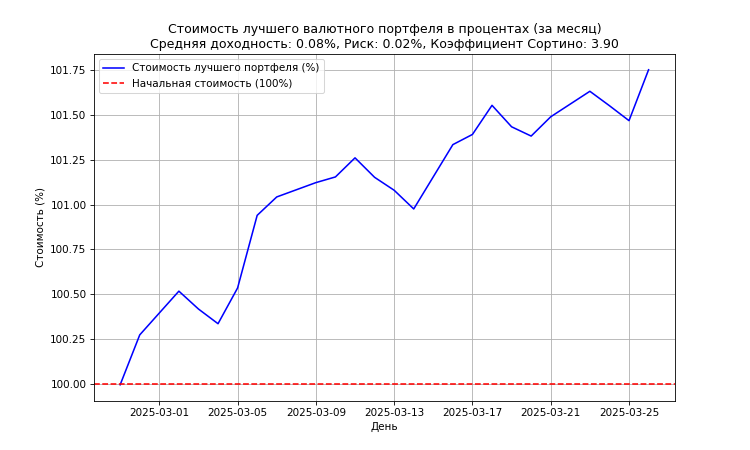 Стоимость лучшего валютного портфеля в процентах (за месяц)
Средняя доходность: 0.08%, Риск: 0.02%, Коэффициент Сортино: 3.90
Стоимость лучшего портфеля (%)
Начальная стоимость (100%)
Стоимость (%)
101.75
101.50
101.25
101.00
100.75
100.50
100.25
100.00
2025-03-01 2025-03-05 2025-03-09 2025-03-13 2025-03-17 2025-03-21 2025-03-25
День